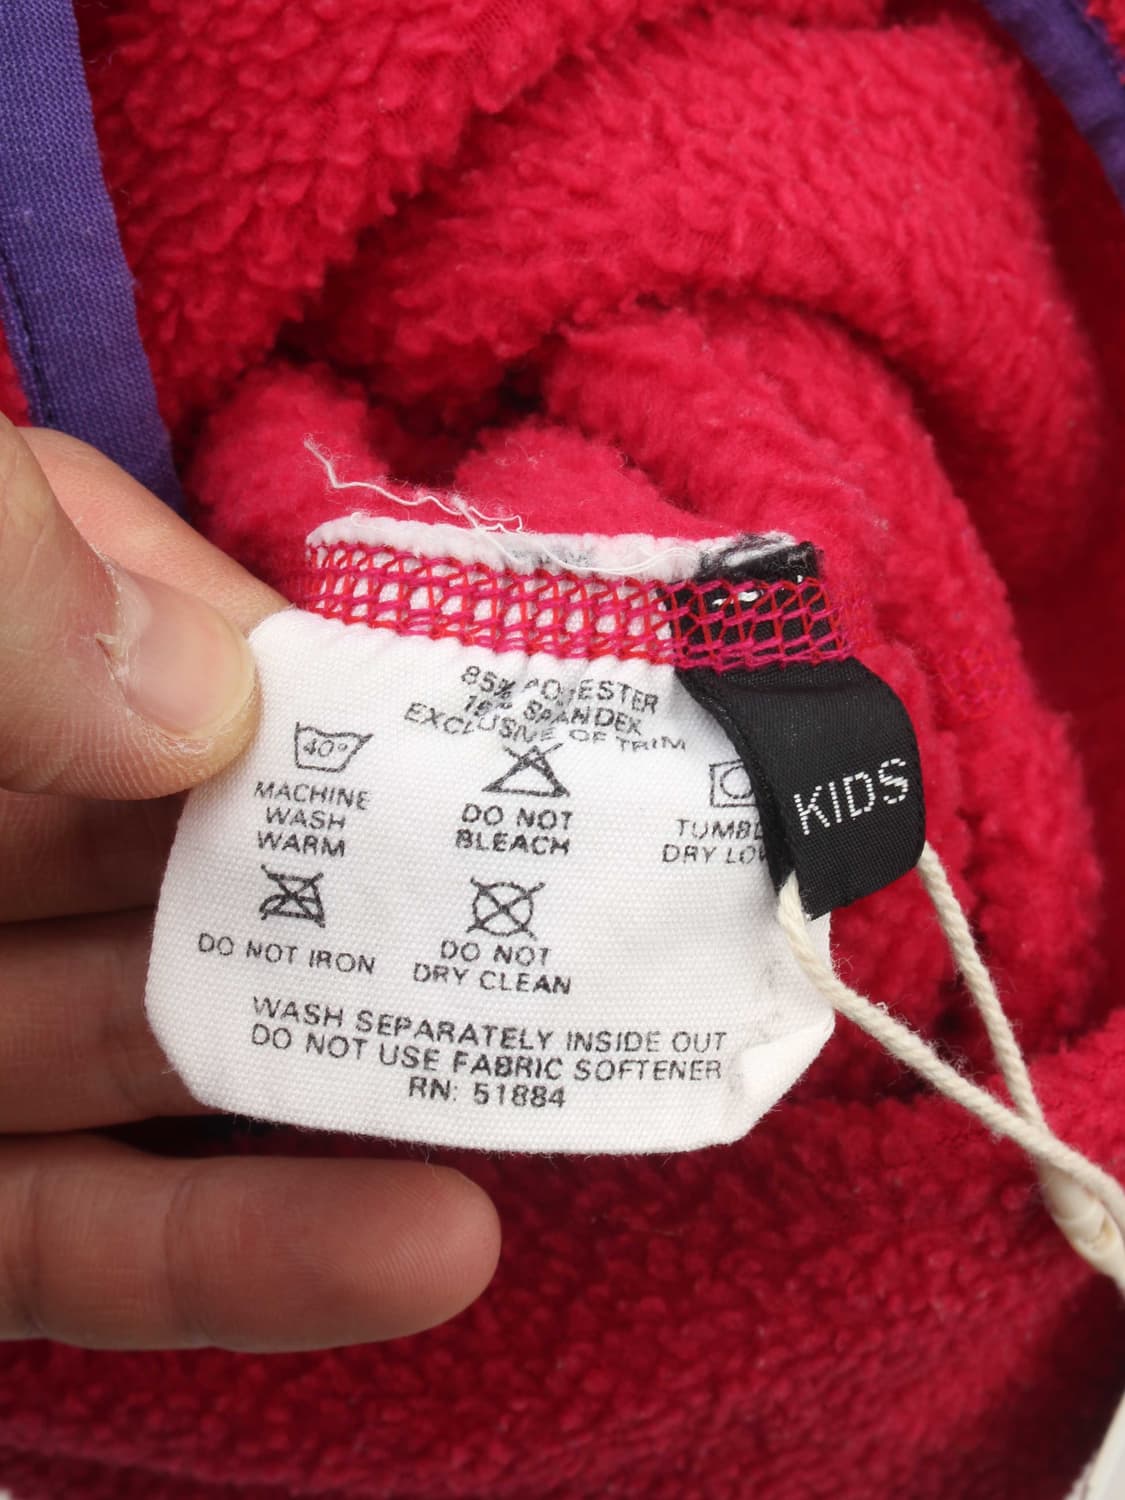 85% POLYESTER
15% SPANDEX
EXCLUSIVE OF TRIM
40°
MACHINE
WASH
WARM
DO NOT
BLEACH
TUMBL
DRY LOW
KIDS
DO NOT IRON
DO NOT
DRY CLEAN
WASH SEPARATELY INSIDE OUT
DO NOT USE FABRIC SOFTENER
RN: 51884